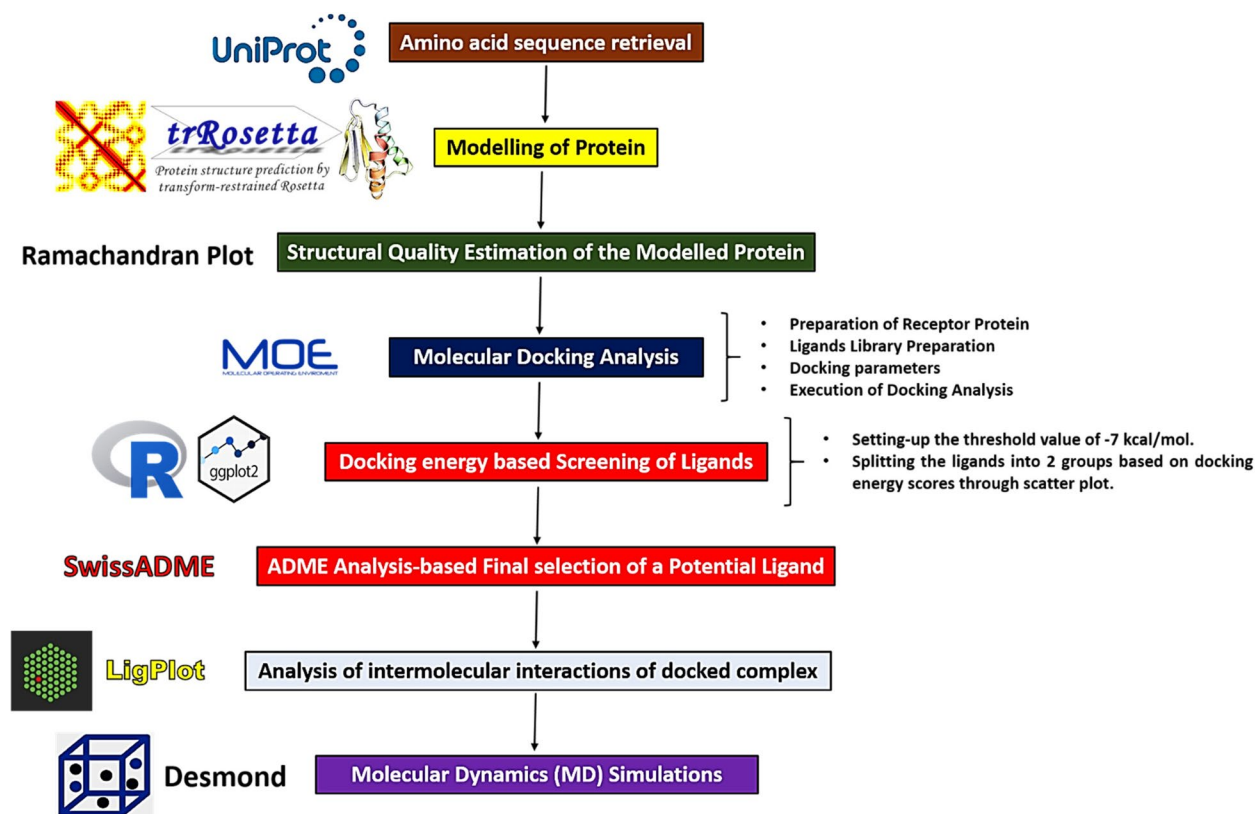 UniProt
Amino acid sequence retrieval
trRosetta
Protein structure prediction by
transform-restrained Rosetta
Modelling of Protein
Ramachandran Plot
Structural Quality Estimation of the Modelled Protein
MOE
MOLECULAR OPERATING ENVIROMENT
Molecular Docking Analysis
• Preparation of Receptor Protein
• Ligands Library Preparation
• Docking parameters
• Execution of Docking Analysis
R
ggplot2
Docking energy based Screening of Ligands
• Setting-up the threshold value of -7 kcal/mol.
• Splitting the ligands into 2 groups based on docking
energy scores through scatter plot.
SwissADME
ADME Analysis-based Final selection of a Potential Ligand
LigPlot
Analysis of intermolecular interactions of docked complex
Desmond
Molecular Dynamics (MD) Simulations